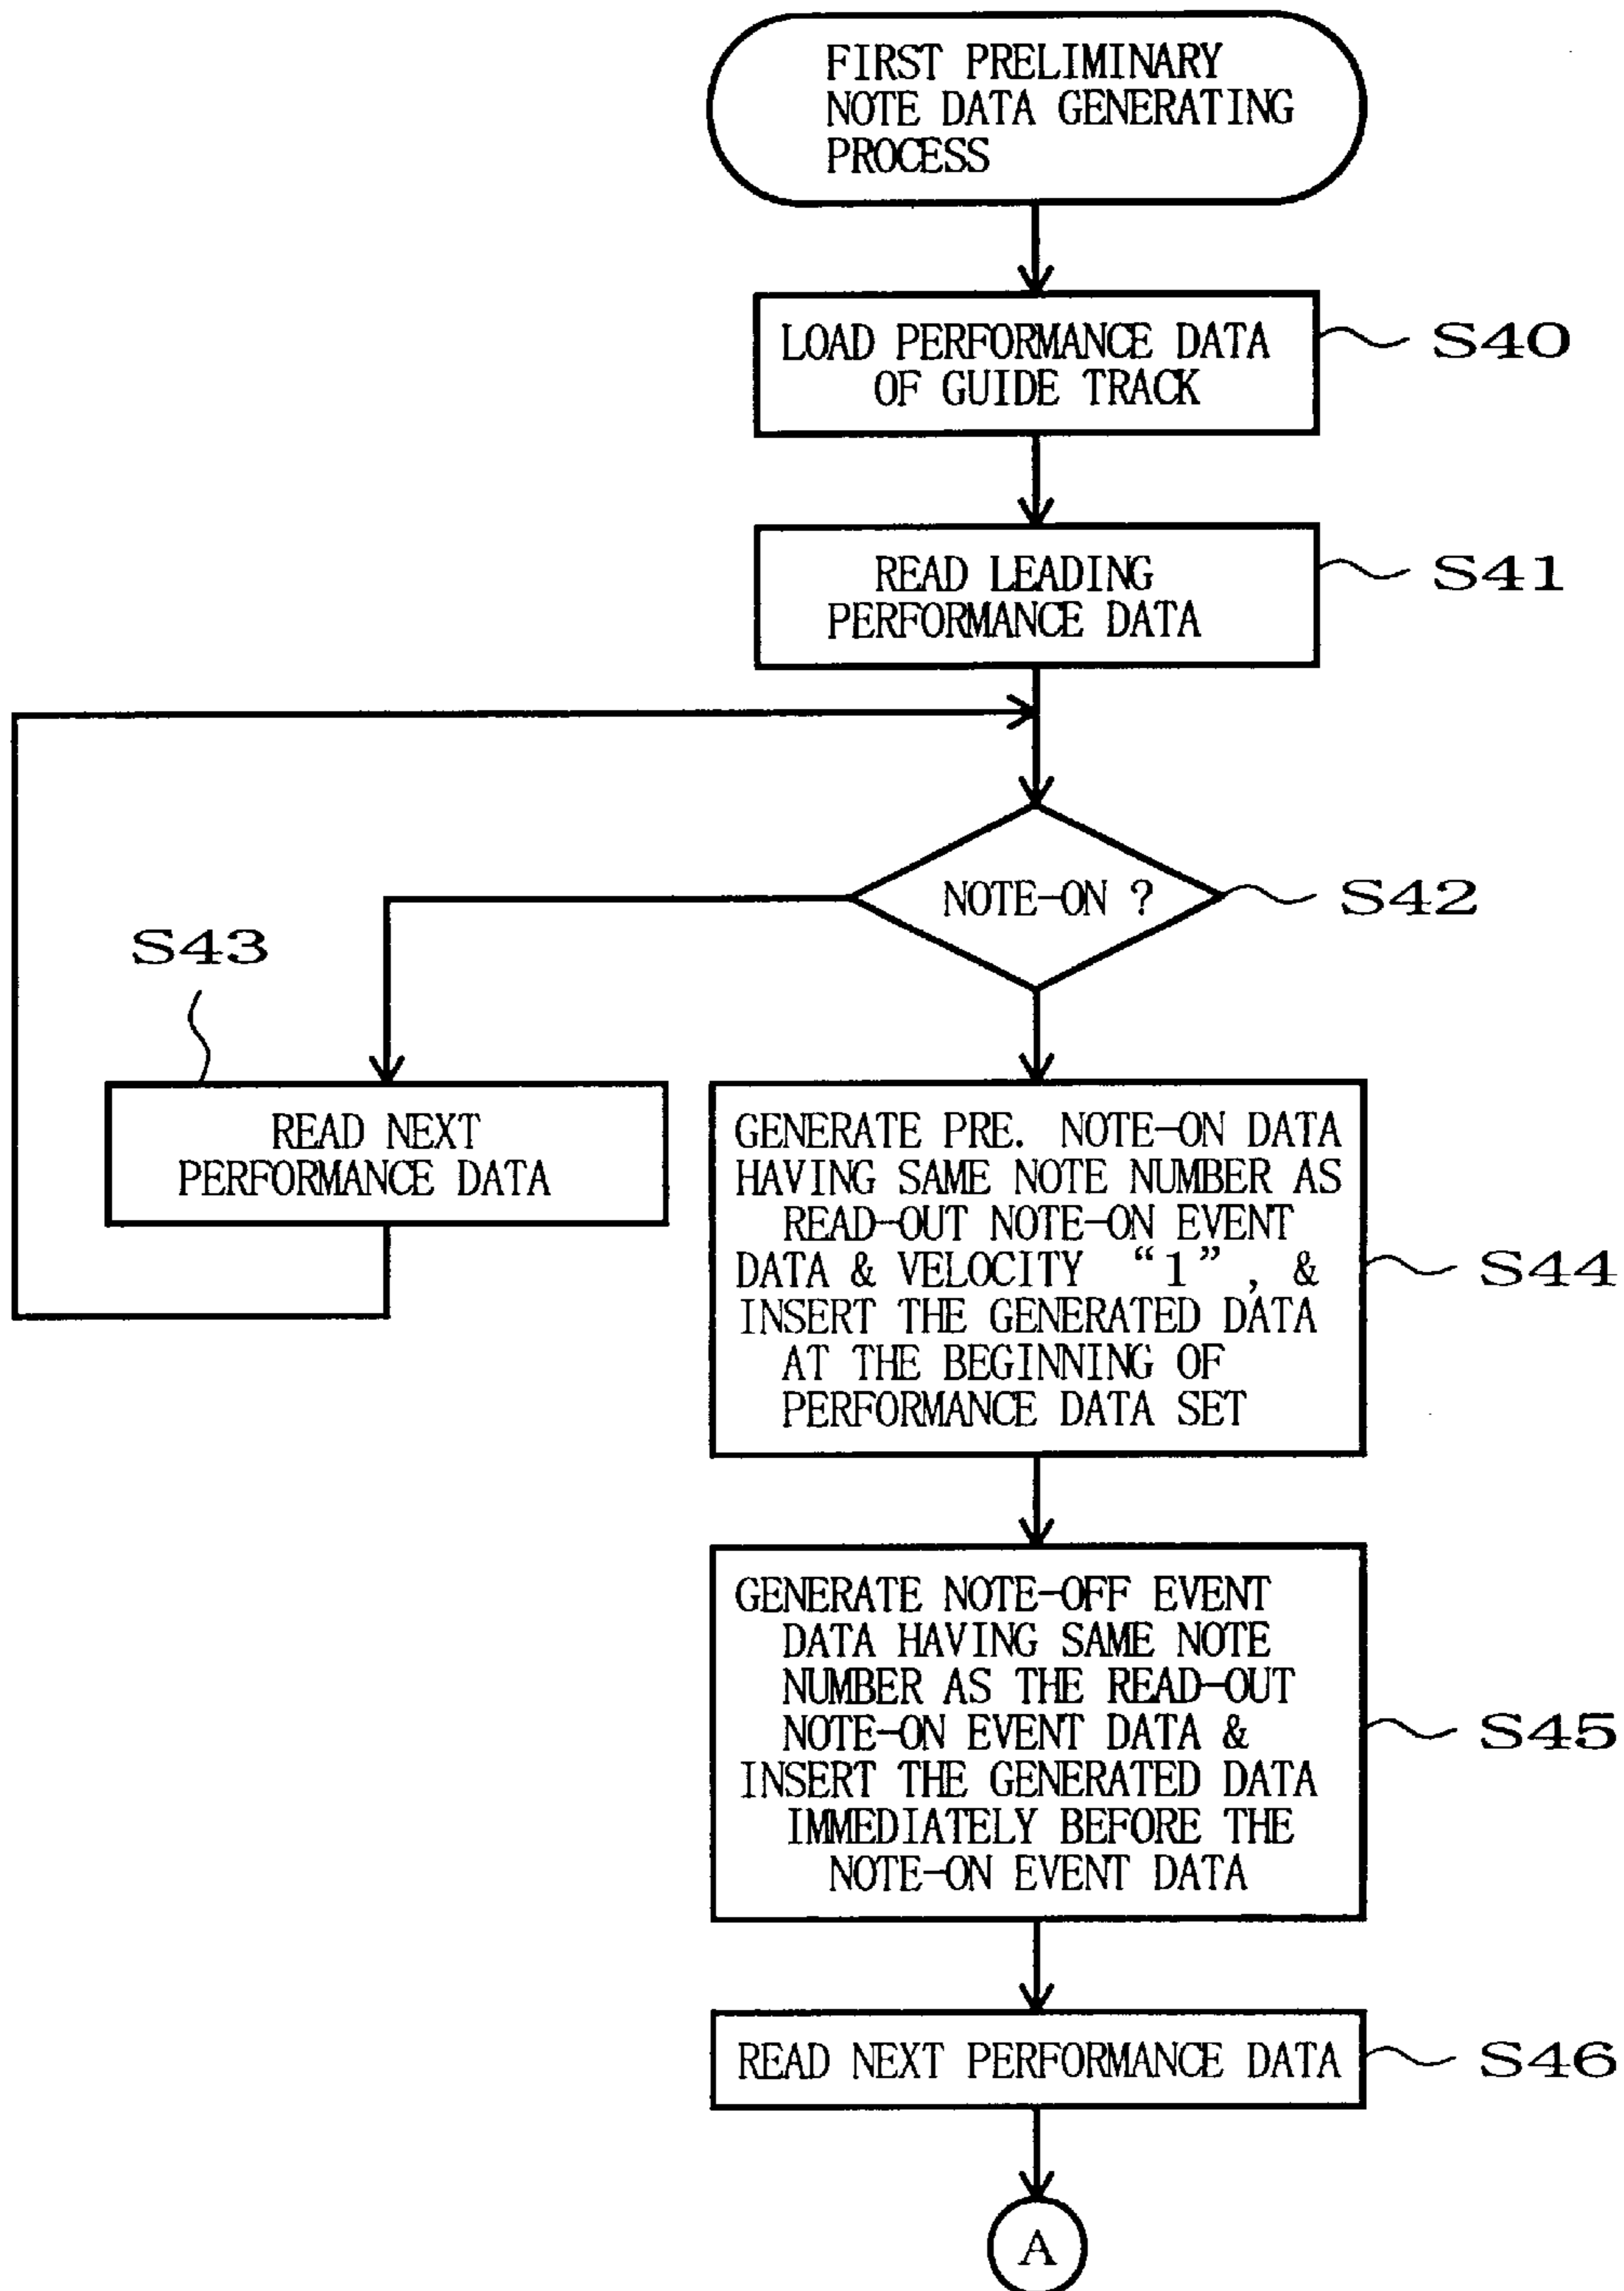 FIRST PRELIMINARY
NOTE DATA GENERATING
PROCESS
LOAD PERFORMANCE DATA
OF GUIDE TRACK
S40
READ LEADING
PERFORMANCE DATA
S41
NOTE-ON ?
S42
S43
READ NEXT
PERFORMANCE DATA
GENERATE PRE. NOTE-ON DATA
HAVING SAME NOTE NUMBER AS
READ-OUT NOTE-ON EVENT
DATA & VELOCITY “1”, &
INSERT THE GENERATED DATA
AT THE BEGINNING OF
PERFORMANCE DATA SET
S44
GENERATE NOTE-OFF EVENT
DATA HAVING SAME NOTE
NUMBER AS THE READ-OUT
NOTE-ON EVENT DATA &
INSERT THE GENERATED DATA
IMMEDIATELY BEFORE THE
NOTE-ON EVENT DATA
S45
READ NEXT PERFORMANCE DATA
S46
A